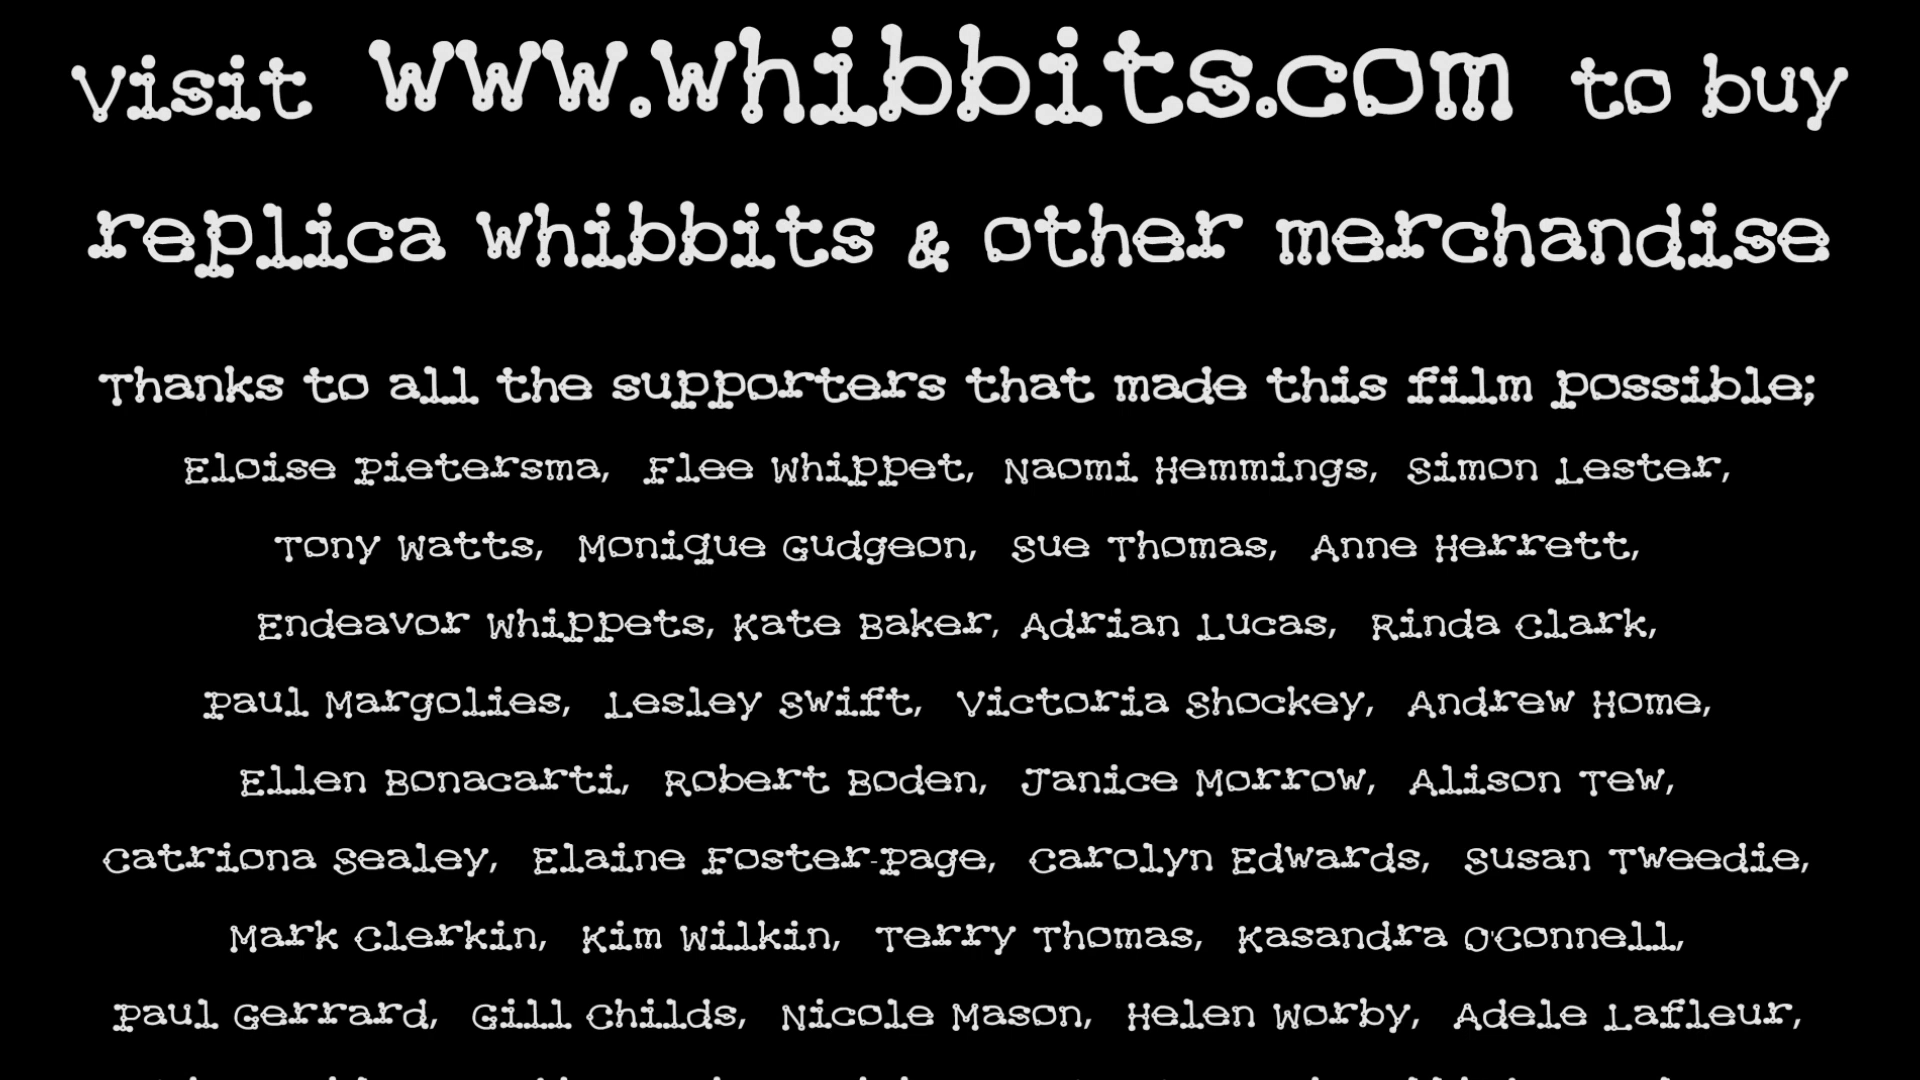 Visit www.whibbits.com to buy
replica whibbits & other merchandise
Thanks to all the supporters that made this film possible;
Eloise Pietersma, Flee Whippet, Naomi Hemmings, Simon Lester,
Tony Watts, Monique Gudgeon, Sue Thomas, Anne Herrett,
Endeavor Whippets, Kate Baker, Adrian Lucas, Rinda Clark,
Paul Margolies, Lesley Swift, Victoria Shockey, Andrew Home,
Ellen Bonacarti, Robert Boden, Janice Morrow, Alison Tew,
Catriona Sealey, Elaine Foster-Page, Carolyn Edwards, Susan Tweedie,
Mark Clerkin, Kim Wilkin, Terry Thomas, Kasandra O'Connell,
Paul Gerrard, Gill Childs, Nicole Mason, Helen Worby, Adele Lafleur,